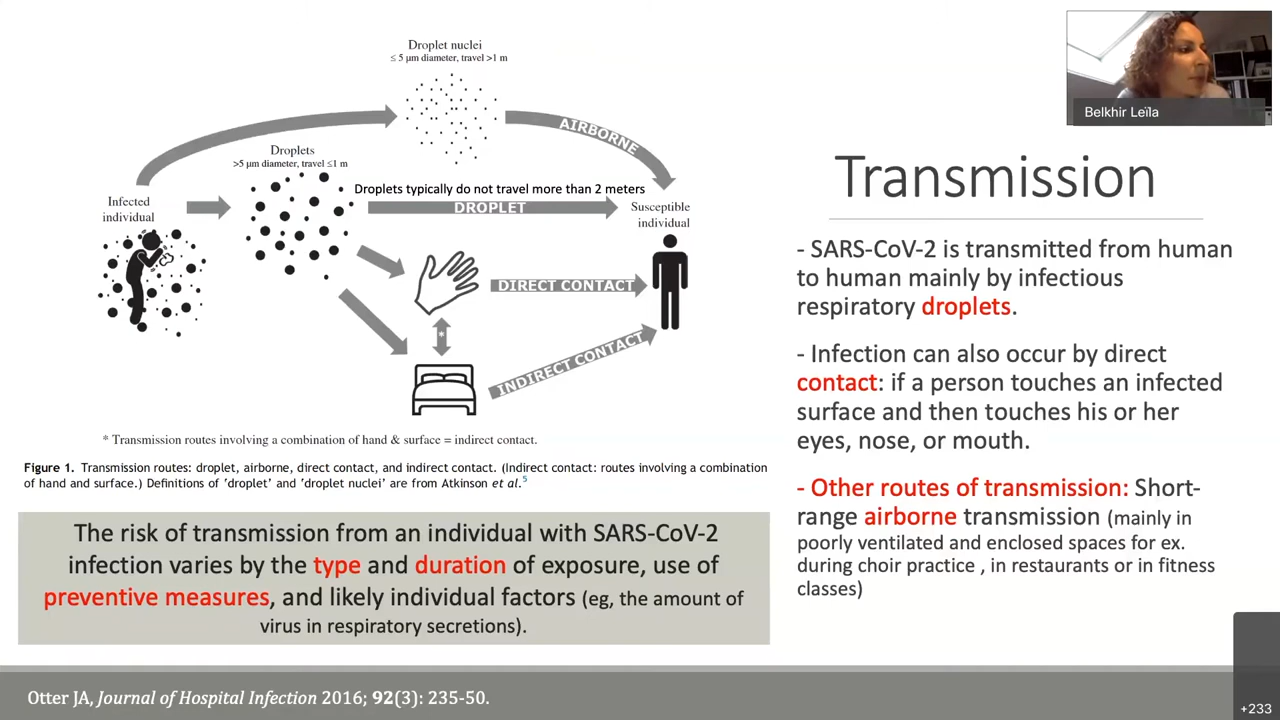 Droplet nuclei
≤ 5 µm diameter, travel >1 m
AIRBORNE
Droplets
>5 µm diameter, travel ≤1 m
Droplets typically do not travel more than 2 meters
Infected
individual
DROPLET
Susceptible
individual
DIRECT CONTACT
*
INDIRECT CONTACT
* Transmission routes involving a combination of hand & surface = indirect contact.
Figure 1. Transmission routes: droplet, airborne, direct contact, and indirect contact. (Indirect contact: routes involving a combination
of hand and surface.) Definitions of 'droplet' and 'droplet nuclei' are from Atkinson et al.5
The risk of transmission from an individual with SARS-CoV-2
infection varies by the type and duration of exposure, use of
preventive measures, and likely individual factors (eg, the amount of
virus in respiratory secretions).
Belkhir Leïla
Transmission
- SARS-CoV-2 is transmitted from human
to human mainly by infectious
respiratory droplets.
- Infection can also occur by direct
contact: if a person touches an infected
surface and then touches his or her
eyes, nose, or mouth.
- Other routes of transmission: Short-
range airborne transmission (mainly in
poorly ventilated and enclosed spaces for ex.
during choir practice , in restaurants or in fitness
classes)
Otter JA, Journal of Hospital Infection 2016; 92(3): 235-50.
+233